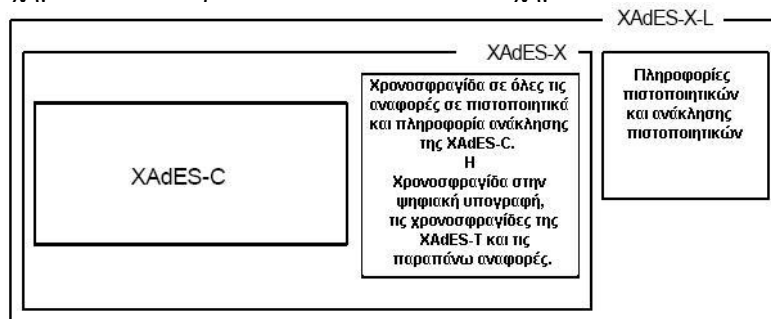 XAdES-X-L
XAdES-X
XAdES-C
Χρονοσφραγίδα σε όλες τις
αναφορές σε πιστοποιητικά
και πληροφορία ανάκλησης
της XAdES-C.
Η
Χρονοσφραγίδα στην
ψηφιακή υπογραφή,
τις χρονοσφραγίδες της
XAdES-T και τις
παραπάνω αναφορές.
Πληροφορίες
πιστοποιητικών
και ανάκλησης
πιστοποιητικών